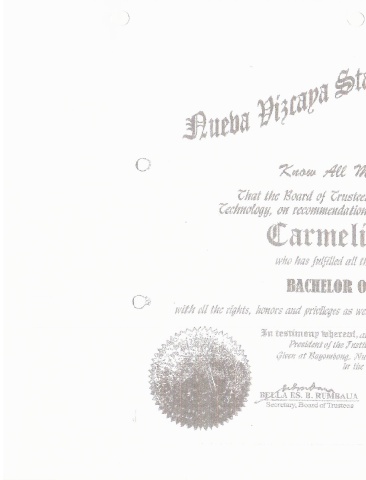 Nueva Vizcaya Sta
Know All M
That the Board of Trustee
Technology, on recommendation
Carmeli
who has fulfilled all t
BACHELOR O
with all the rights, honors and privileges as we
In testimony whereof, a
President of the Insti
Given at Bayombong, Nu
in the
BELLA ES. B. RUMBAUA
Secretary, Board of Trustees